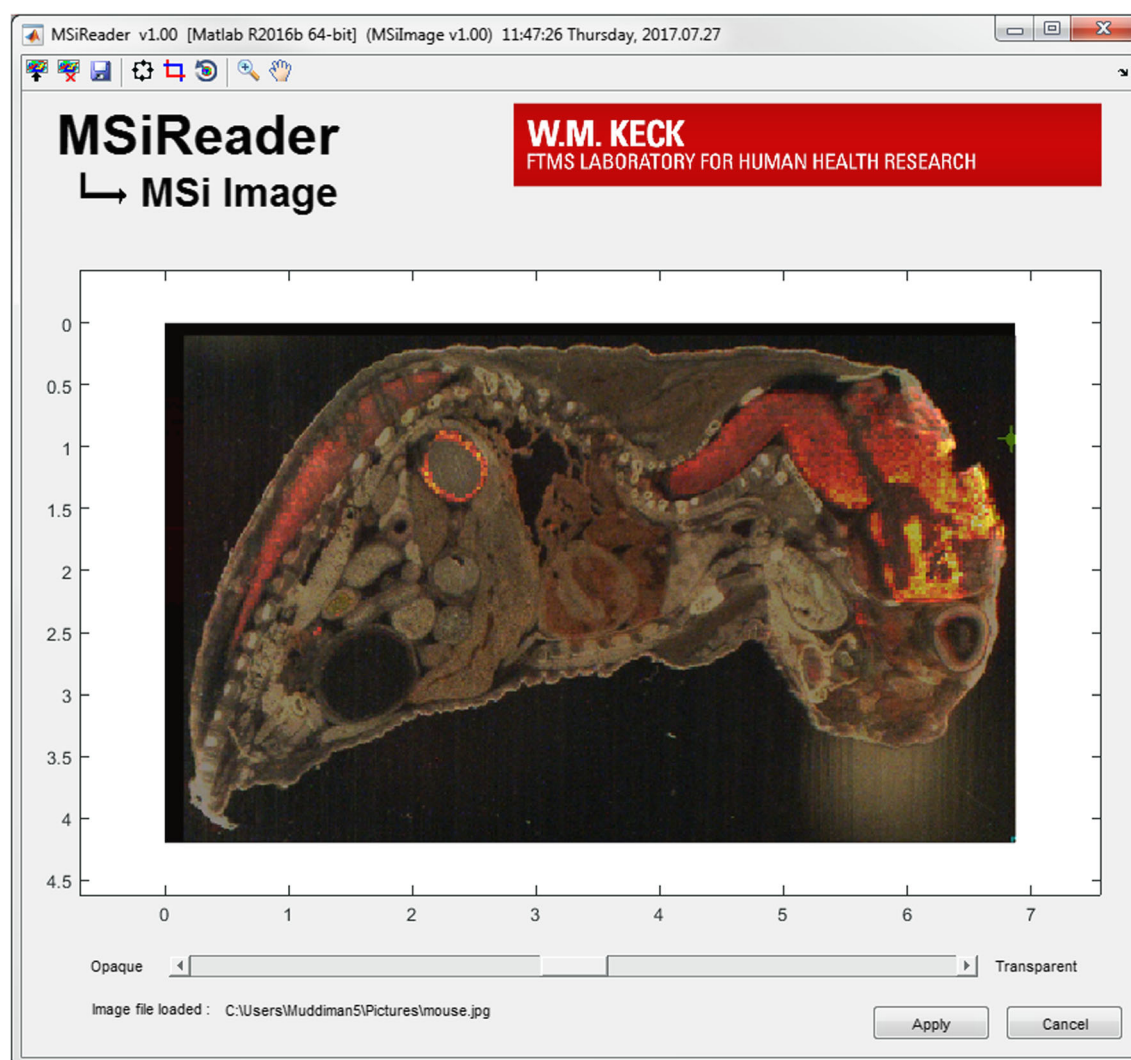 MSiReader v1.00 [Matlab R2016b 64-bit] (MSiImage v1.00) 11:47:26 Thursday, 2017.07.27
MSiReader
MSi Image
W.M. KECK
FTMS LABORATORY FOR HUMAN HEALTH RESEARCH
0
0.5
1
1.5
2
2.5
3
3.5
4
4.5
0 1 2 3 4 5 6 7
Opaque Transparent
Image file loaded : C:\Users\Muddiman5\Pictures\mouse.jpg
Apply Cancel